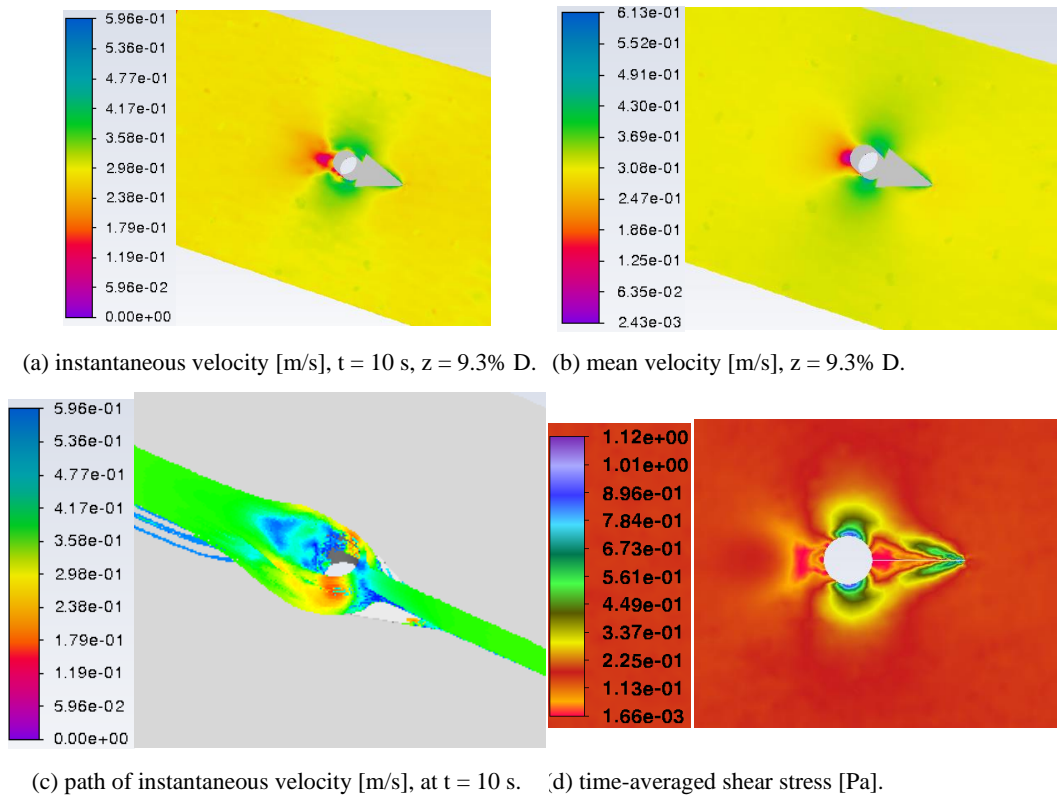 5.96e-01
5.36e-01
4.77e-01
4.17e-01
3.58e-01
2.98e-01
2.38e-01
1.79e-01
1.19e-01
5.96e-02
0.00e+00
6.13e-01
5.52e-01
4.91e-01
4.30e-01
3.69e-01
3.08e-01
2.47e-01
1.86e-01
1.25e-01
6.35e-02
2.43e-03
(a) instantaneous velocity [m/s], t = 10 s, z = 9.3% D.
(b) mean velocity [m/s], z = 9.3% D.
5.96e-01
5.36e-01
4.77e-01
4.17e-01
3.58e-01
2.98e-01
2.38e-01
1.79e-01
1.19e-01
5.96e-02
0.00e+00
1.12e+00
1.01e+00
8.96e-01
7.84e-01
6.73e-01
5.61e-01
4.49e-01
3.37e-01
2.25e-01
1.13e-01
1.66e-03
(c) path of instantaneous velocity [m/s], at t = 10 s.
(d) time-averaged shear stress [Pa].